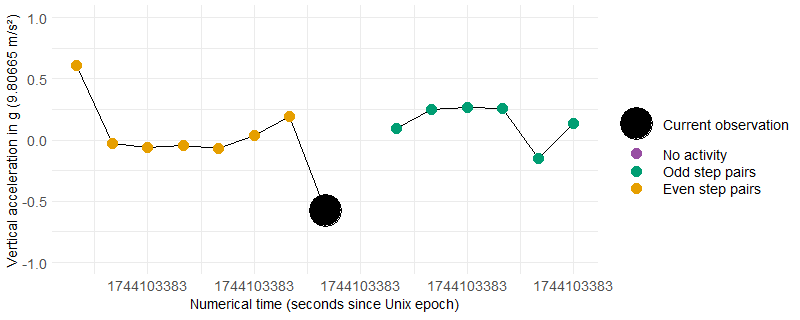 Vertical acceleration in g (9.80665 m/s²)
1.0
0.5
0.0
-0.5
-1.0
1744103383 1744103383 1744103383 1744103383 1744103383
Numerical time (seconds since Unix epoch)
Current observation
No activity
Odd step pairs
Even step pairs